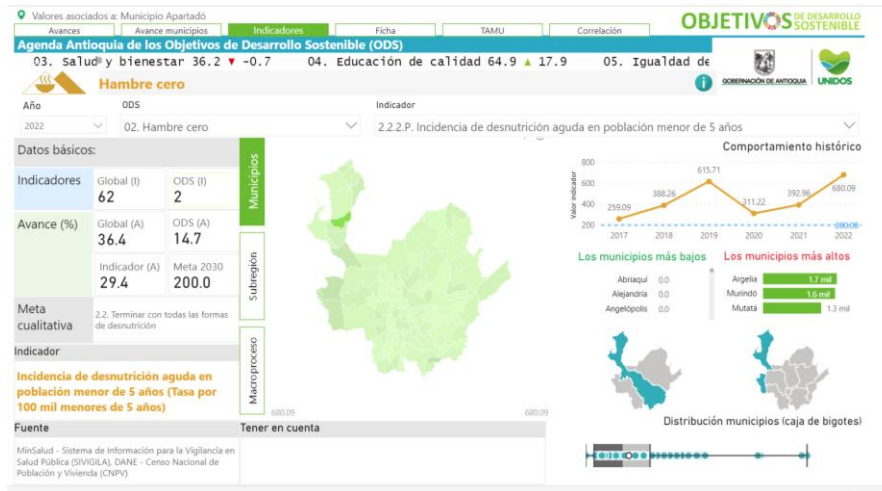 Valores asociados a: Municipio Apartadó
Avances
Avance municipios
Indicadores
Ficha
TAMU
Correlación
OBJETIVOS DE DESARROLLO SOSTENIBLE
Agenda Antioquia de los Objetivos de Desarrollo Sostenible (ODS)
03. Salud y bienestar 36.2 ▼ -0.7 04. Educación de calidad 64.9 ▲ 17.9 05. Igualdad de
Hambre cero
i
GOBERNACIÓN DE ANTIOQUIA
UNIDOS
Año
ODS
Indicador
2022
02. Hambre cero
2.2.2.P. Incidencia de desnutrición aguda en población menor de 5 años
Datos básicos:
Indicadores
Global (I)
62
ODS (I)
2
Avance (%)
Global (A)
36.4
ODS (A)
14.7
Indicador (A)
29.4
Meta 2030
200.0
Meta cualitativa
2.2. Terminar con todas las formas
de desnutrición
Indicador
Incidencia de desnutrición aguda en
población menor de 5 años (Tasa por
100 mil menores de 5 años)
Fuente
MinSalud - Sistema de Información para la Vigilancia en
Salud Pública (SIVIGILA), DANE - Censo Nacional de
Población y Vivienda (CNPV)
Municipios
Subregión
Macroproceso
680.09
680.09
Tener en cuenta
Comportamiento histórico
Valor indicador
800
600
400
200
259.09
388.26
615.71
311.22
392.96
680.09
200.00
2017
2018
2019
2020
2021
2022
Los municipios más bajos
Abriaquí 0.0
Alejandría 0.0
Angelópolis 0.0
Los municipios más altos
Argelia 1.7 mil
Murindó 1.6 mil
Mutatá 1.3 mil
Distribución municipios (caja de bigotes)